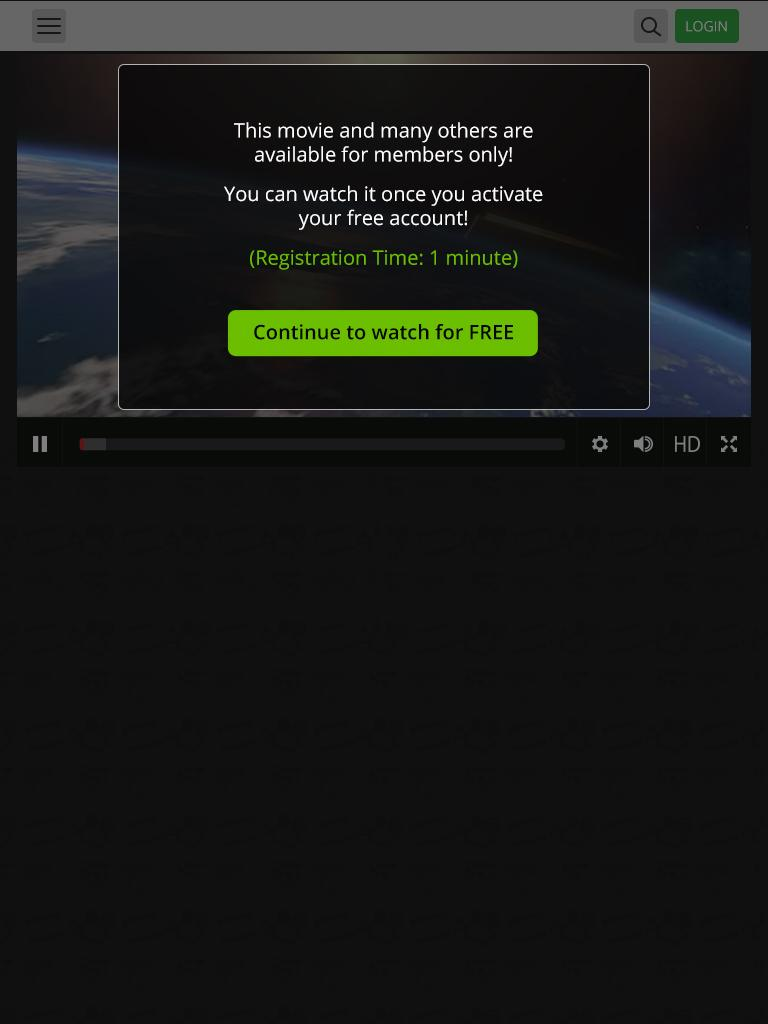 LOGIN
This movie and many others are
available for members only!
You can watch it once you activate
your free account!
(Registration Time: 1 minute)
Continue to watch for FREE
HD